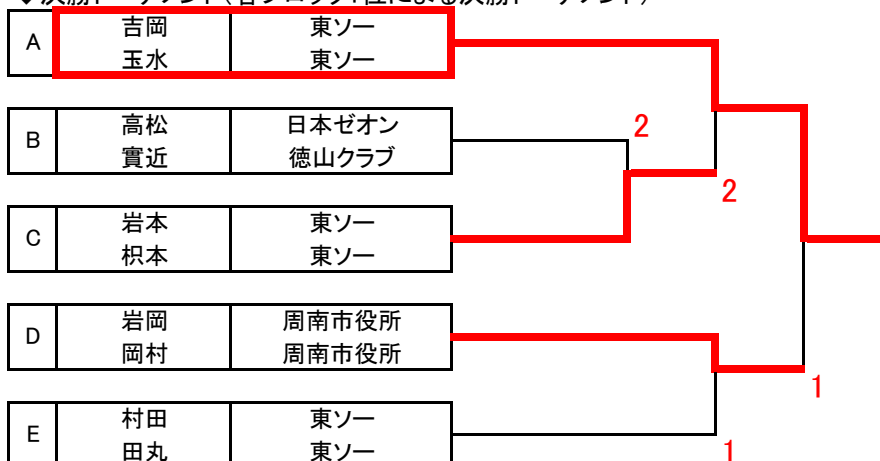 A
吉岡 東ソー
玉水 東ソー
2
B
高松 日本ゼオン
實近 徳山クラブ
2
C
岩本 東ソー
枳本 東ソー
D
岩岡 周南市役所
岡村 周南市役所
1
E
村田 東ソー
田丸 東ソー
1